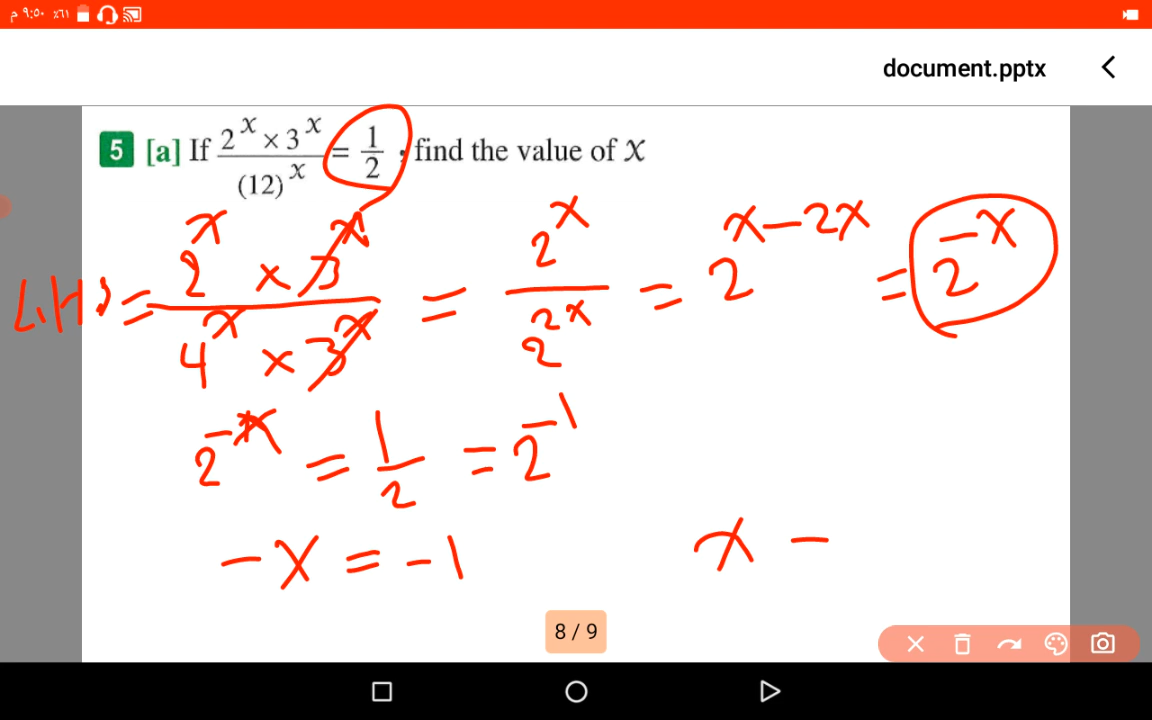 م ٩:٥٠ ٪٦١
document.pptx
5 [a] If (2^x × 3^x)/(12)^x = 1/2 , find the value of x
L.H.S = (2^x × 3^x)/(4^x × 3^x) = 2^x/2^2x = 2^x-2x = 2^-x
2^-x = 1/2 = 2^-1
-x = -1 x -
8 / 9